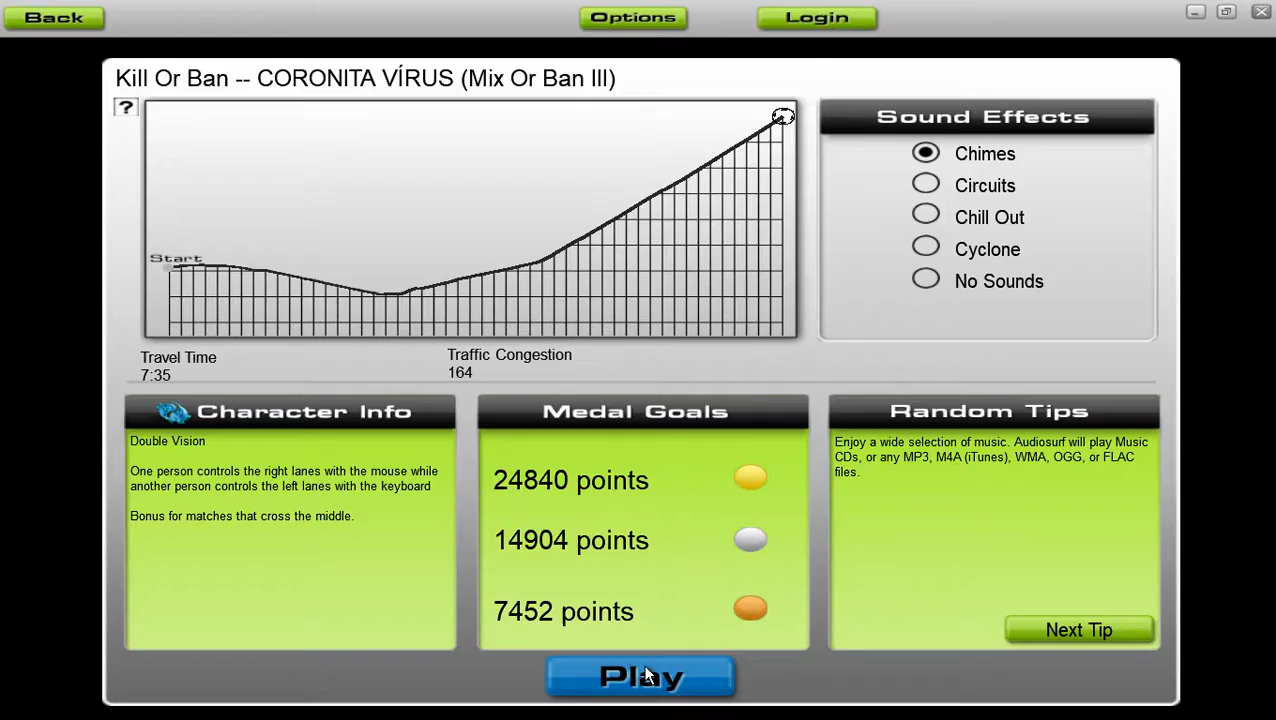 Back
Options
Login
Kill Or Ban -- CORONITA VÍRUS (Mix Or Ban III)
?
Start
Travel Time
7:35
Traffic Congestion
164
Sound Effects
Chimes
Circuits
Chill Out
Cyclone
No Sounds
Character Info
Double Vision
One person controls the right lanes with the mouse while
another person controls the left lanes with the keyboard
Bonus for matches that cross the middle.
Medal Goals
24840 points
14904 points
7452 points
Random Tips
Enjoy a wide selection of music. Audiosurf will play Music
CDs, or any MP3, M4A (iTunes), WMA, OGG, or FLAC
files.
Next Tip
Play